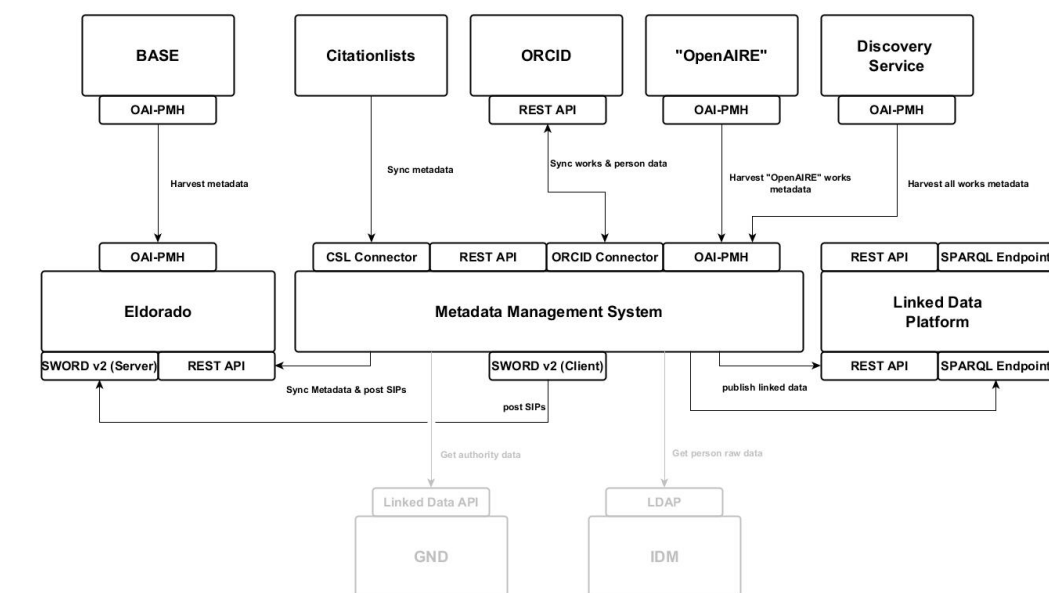 BASE
Citationlists
ORCID
"OpenAIRE"
Discovery
Service
OAI-PMH
REST API
OAI-PMH
OAI-PMH
Harvest metadata
Sync metadata
Sync works & person data
Harvest "OpenAIRE" works
metadata
Harvest all works metadata
OAI-PMH
CSL Connector
REST API
ORCID Connector
OAI-PMH
REST API
SPARQL Endpoint
Eldorado
Metadata Management System
Linked Data
Platform
SWORD v2 (Server)
REST API
SWORD v2 (Client)
REST API
SPARQL Endpoint
Sync Metadata & post SIPs
post SIPs
publish linked data
Get authority data
Get person raw data
Linked Data API
LDAP
GND
IDM